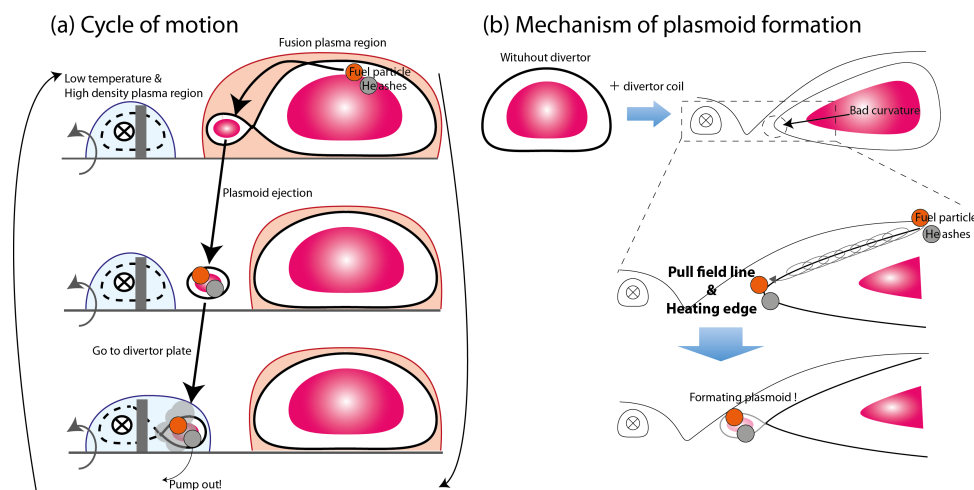 (a) Cycle of motion
Fusion plasma region
Low temperature &
High density plasma region
Fuel particle
He ashes
Plasmoid ejection
Go to divertor plate
Pump out!
(b) Mechanism of plasmoid formation
Wituhout divertor
+ divertor coil
Bad curvature
Fuel particle
He ashes
Pull field line
&
Heating edge
Formating plasmoid !